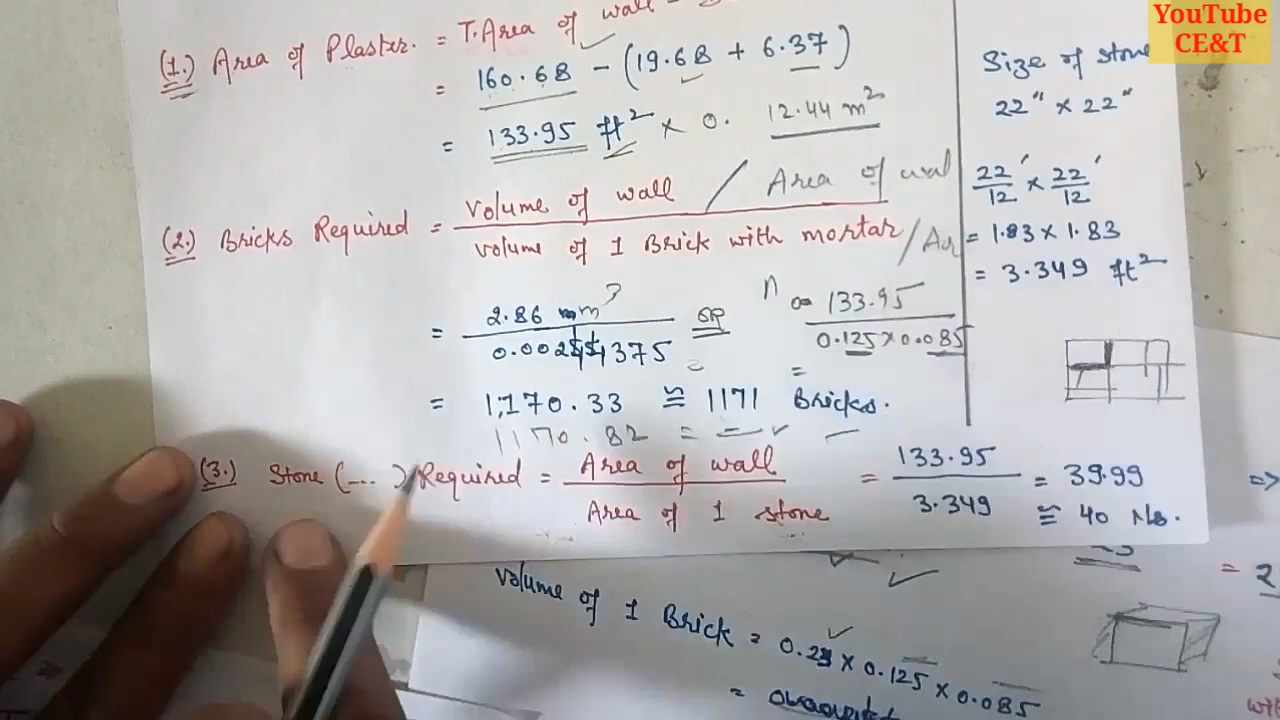 YouTube
CE&T
(1.) Area of Plaster. = T. Area of wall -
= 160.68 - (19.68 + 6.37)
= 133.95 ft² × 0. 12.44 m²
(2.) Bricks Required = Volume of wall / Area of wal
Volume of 1 Brick with mortar / Ar
= 2.86 m³ OR 133.95
0.125×0.085
= 1,170.33 ≅ 1171 Bricks.
1170.82 =
(3.) Stone (...) Required = Area of wall = 133.95 = 39.99 =>
Area of 1 stone 3.349 ≅ 40 No.
Size of stone
22" × 22"
22/12' × 22/12'
= 1.83 × 1.83
= 3.349 ft²
Volume of 1 Brick = 0.23 × 0.125 × 0.085
=
= 2